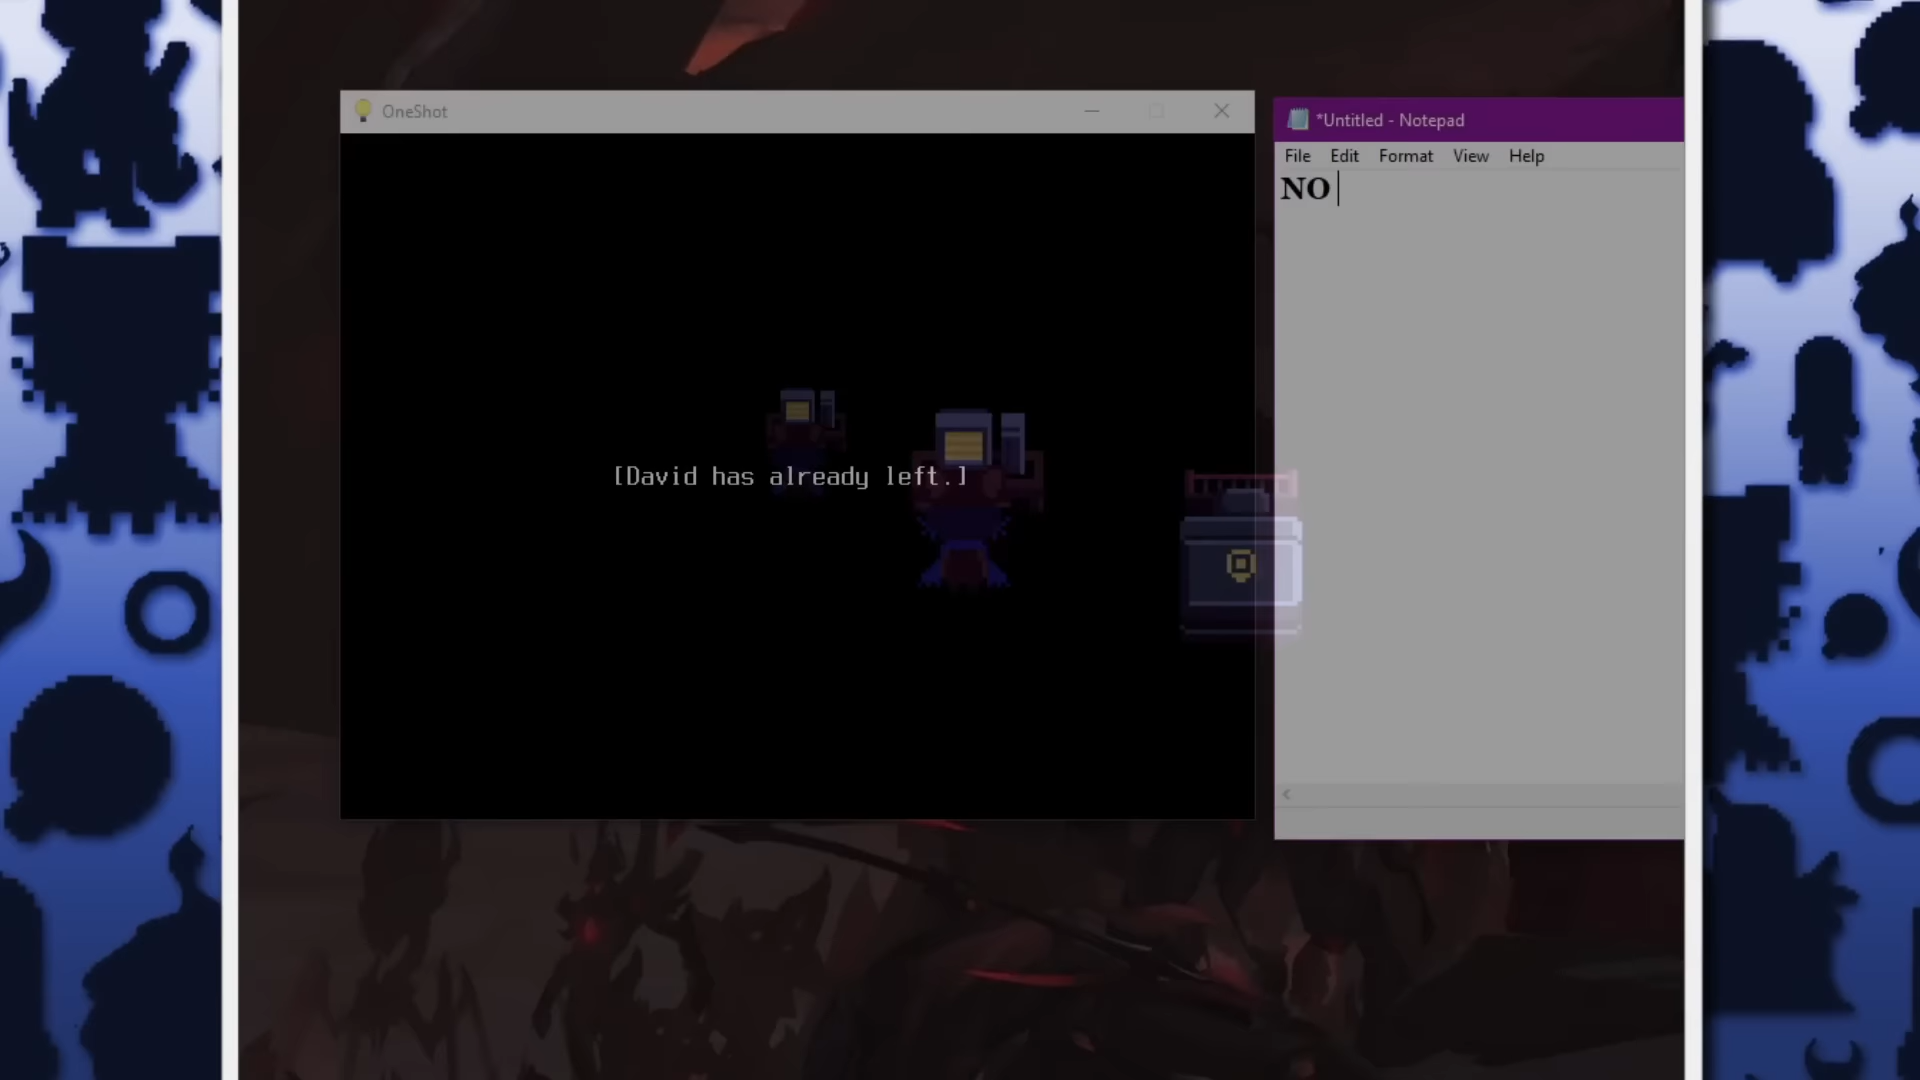 OneShot
[David has already left.]
*Untitled - Notepad
File Edit Format View Help
NO